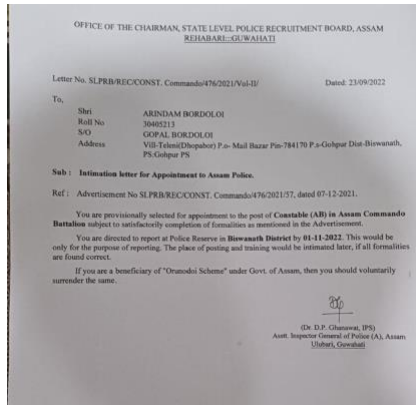 OFFICE OF THE CHAIRMAN, STATE LEVEL POLICE RECRUITMENT BOARD, ASSAM
REHABARI::GUWAHATI
Letter No. SLPRB/REC/CONST. Commando/476/2021/Vol-II/ Dated: 23/09/2022
To,
Shri ARINDAM BORDOLOI
Roll No 30405213
S/O GOPAL BORDOLOI
Address Vill-Teleni(Dhopabor) P.o- Mail Bazar Pin-784170 P.s-Gohpur Dist-Biswanath,
PS:Gohpur PS
Sub : Intimation letter for Appointment to Assam Police.
Ref : Advertisement No SLPRB/REC/CONST. Commando/476/2021/57, dated 07-12-2021.
You are provisionally selected for appointment to the post of Constable (AB) in Assam Commando
Battalion subject to satisfactorily completion of formalities as mentioned in the Advertisement.
You are directed to report at Police Reserve in Biswanath District by 01-11-2022. This would be
only for the purpose of reporting. The place of posting and training would be intimated later, if all formalities
are found correct.
If you are a beneficiary of "Orunodoi Scheme" under Govt. of Assam, then you should voluntarily
surrender the same.
(Dr. D.P. Ghanawat, IPS)
Asstt. Inspector General of Police (A), Assam
Ulubari, Guwahati